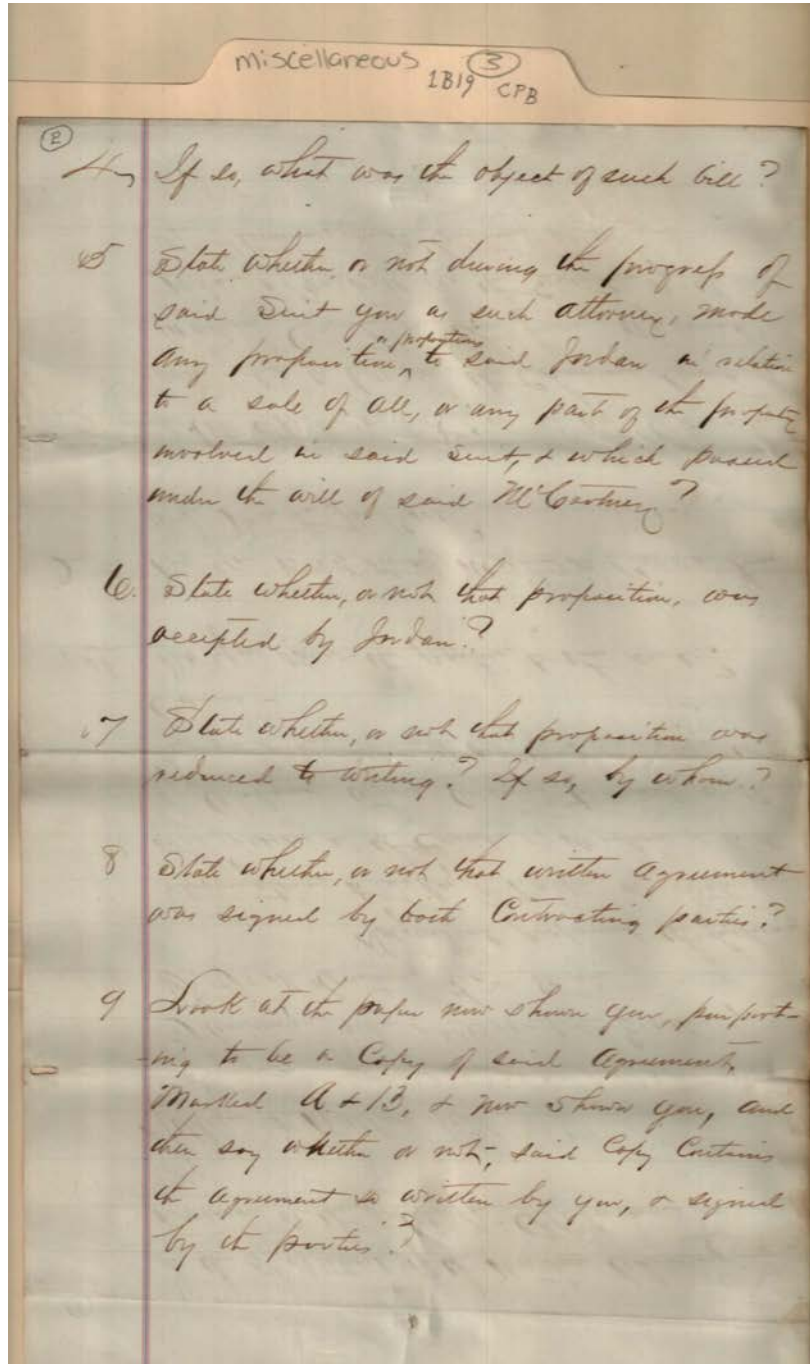 miscellaneous 3
1B19 CPB
2
4, If so, what was the object of such bill?
5 State whether, or not during the progress of
said Suit you as such attorney, made
or propositions
any proposition, to said Jordan in relation
to a sale of all, or any part of the property
involved in said suit, & which passed
under the will of said McCartney?
6. State whether, or not that proposition, was
accepted by Jordan?
7 State whether, or not that proposition was
reduced to writing? If so, by whom?
8 State whether, or not that written Agreement
was signed by both Contracting parties?
9 Look at the paper now shown you, purport-
-ing to be a Copy of said Agreement,
Marked A & B, & now shown you, and
then say whether or not, said Copy Contains
the Agreement so written by you, & signed
by the parties?